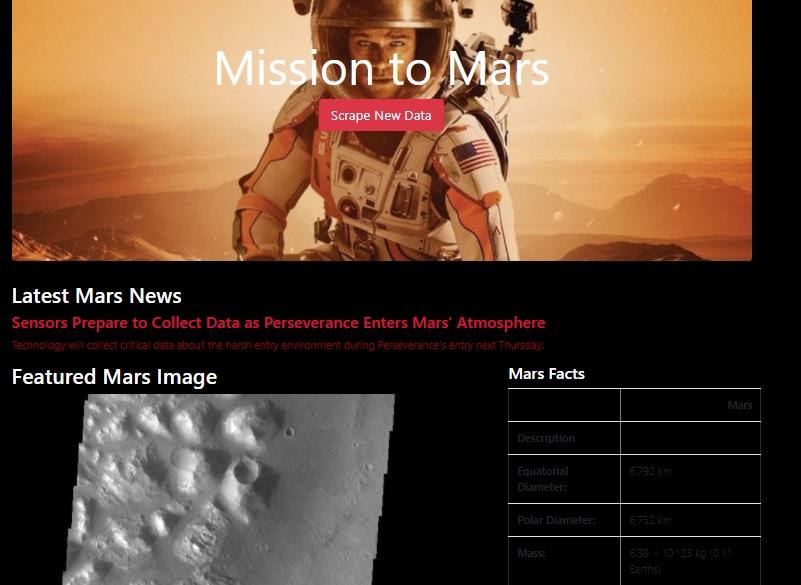 Mission to Mars
Scrape New Data
Latest Mars News
Sensors Prepare to Collect Data as Perseverance Enters Mars' Atmosphere
Technology will collect critical data about the harsh entry environment during Perseverance's entry next Thursday.
Featured Mars Image
Mars Facts
Mars
Description
Equatorial
Diameter:
6,792 km
Polar Diameter:
6,752 km
Mass:
6.39 × 10^23 kg (0.11
Earths)